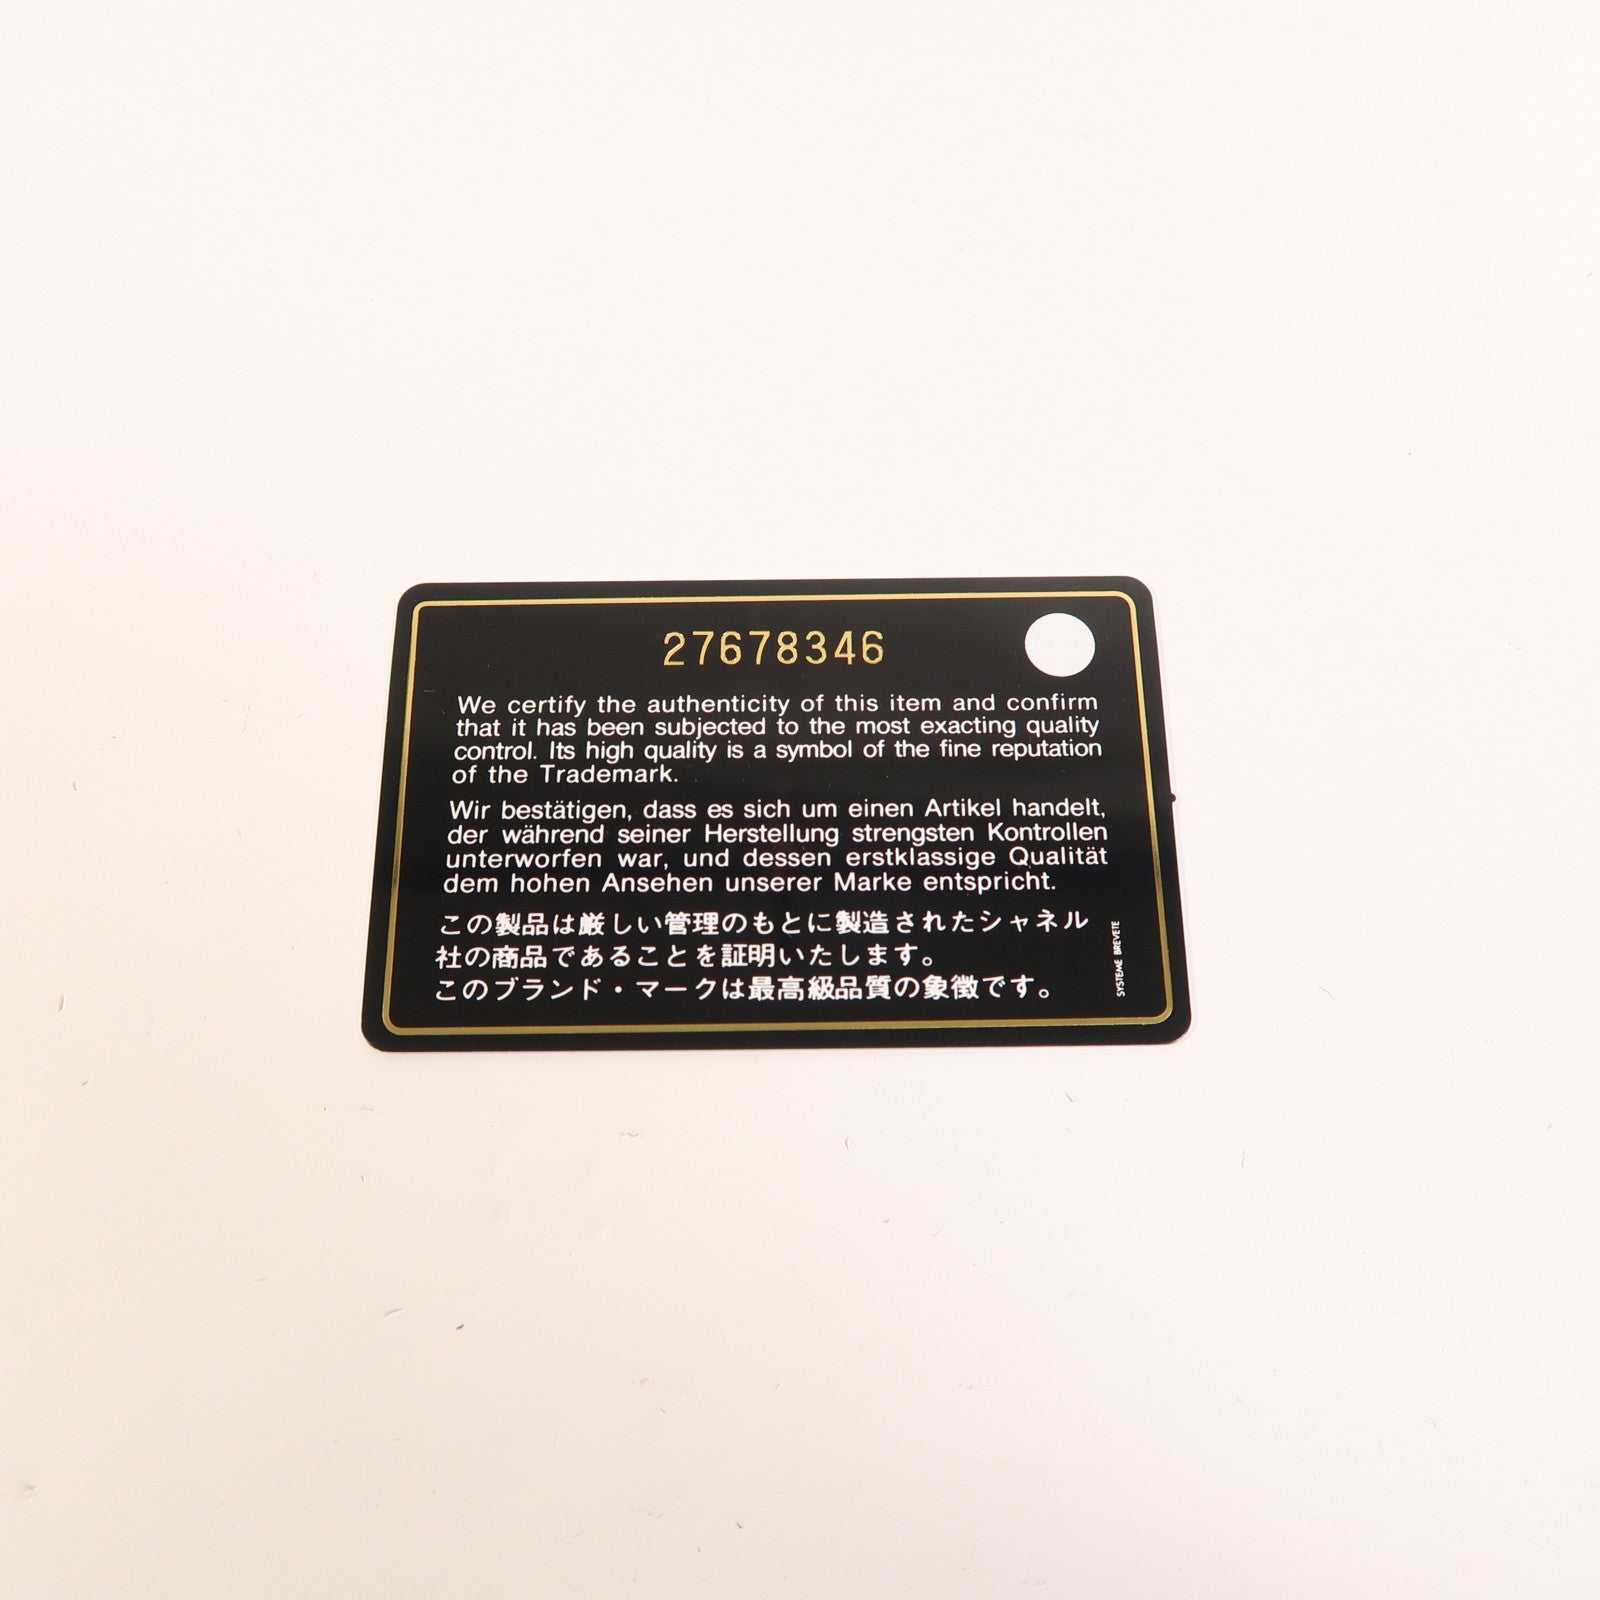 27678346
We certify the authenticity of this item and confirm
that it has been subjected to the most exacting quality
control. Its high quality is a symbol of the fine reputation
of the Trademark.
Wir bestätigen, dass es sich um einen Artikel handelt,
der während seiner Herstellung strengsten Kontrollen
unterworfen war, und dessen erstklassige Qualität
dem hohen Ansehen unserer Marke entspricht.
この製品は厳しい管理のもとに製造されたシャネル
社の商品であることを証明いたします。
このブランド・マークは最高級品質の象徴です。
SYSTEME BREVETE